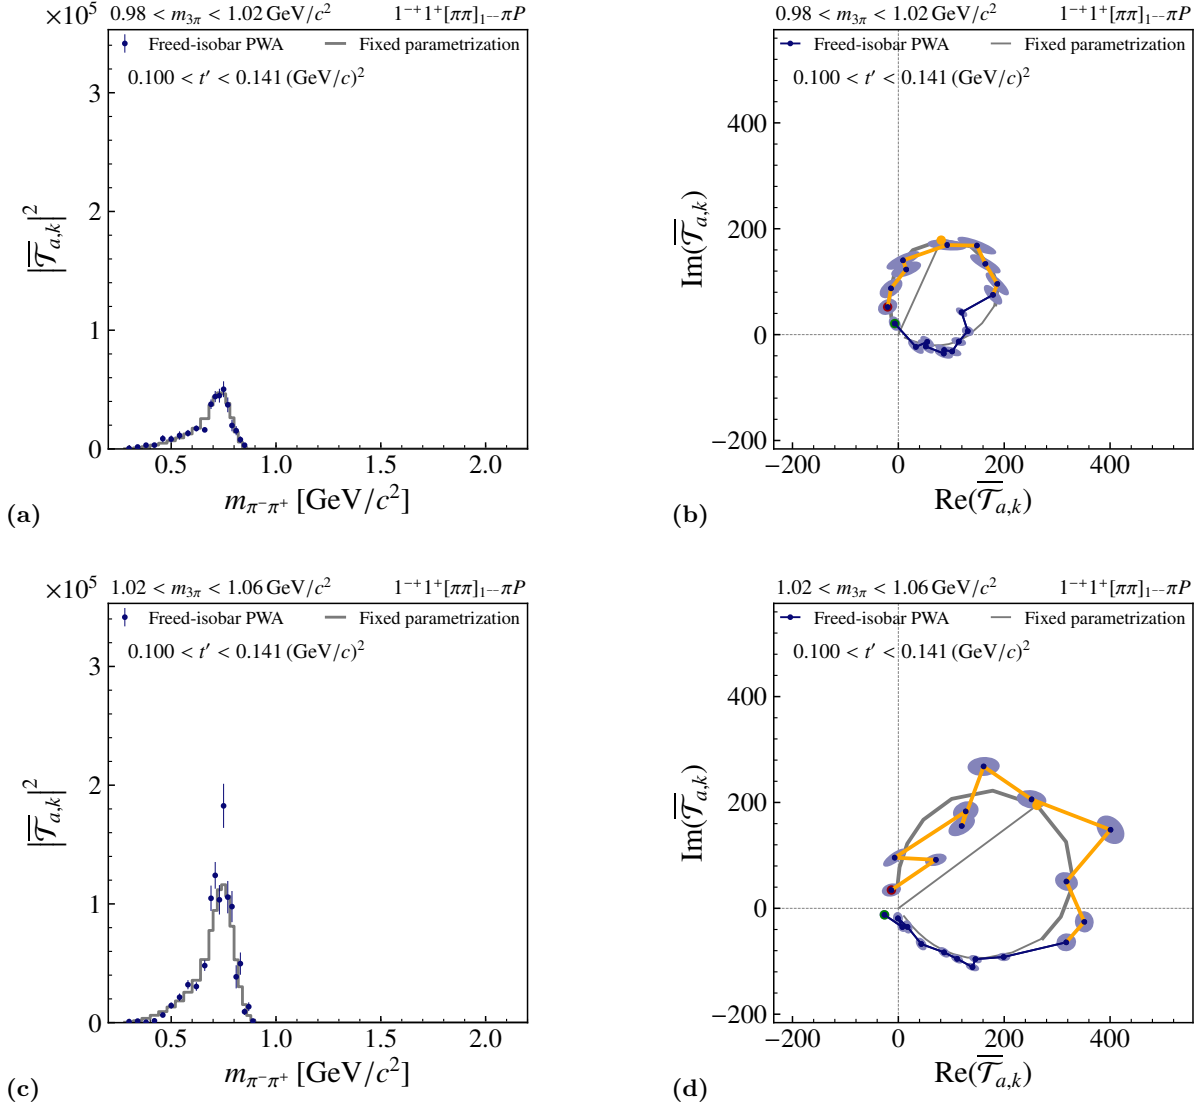 ×10⁵
0.98 < m₃π < 1.02 GeV/c²
1⁻⁺1⁺[ππ]₁₋₋πP
Freed-isobar PWA
Fixed parametrization
0.100 < t′ < 0.141 (GeV/c)²
3
2
1
0
|𝒯̿ₐ,ₖ|²
0.5 1.0 1.5 2.0
m_π⁻π⁺ [GeV/c²]
(a)
0.98 < m₃π < 1.02 GeV/c²
1⁻⁺1⁺[ππ]₁₋₋πP
Freed-isobar PWA
Fixed parametrization
0.100 < t′ < 0.141 (GeV/c)²
400
200
0
−200
Im(𝒯̿ₐ,ₖ)
−200 0 200 400
Re(𝒯̿ₐ,ₖ)
(b)
×10⁵
1.02 < m₃π < 1.06 GeV/c²
1⁻⁺1⁺[ππ]₁₋₋πP
Freed-isobar PWA
Fixed parametrization
0.100 < t′ < 0.141 (GeV/c)²
3
2
1
0
|𝒯̿ₐ,ₖ|²
0.5 1.0 1.5 2.0
m_π⁻π⁺ [GeV/c²]
(c)
1.02 < m₃π < 1.06 GeV/c²
1⁻⁺1⁺[ππ]₁₋₋πP
Freed-isobar PWA
Fixed parametrization
0.100 < t′ < 0.141 (GeV/c)²
400
200
0
−200
Im(𝒯̿ₐ,ₖ)
−200 0 200 400
Re(𝒯̿ₐ,ₖ)
(d)